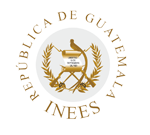 REPÚBLICA DE GUATEMALA
INEES